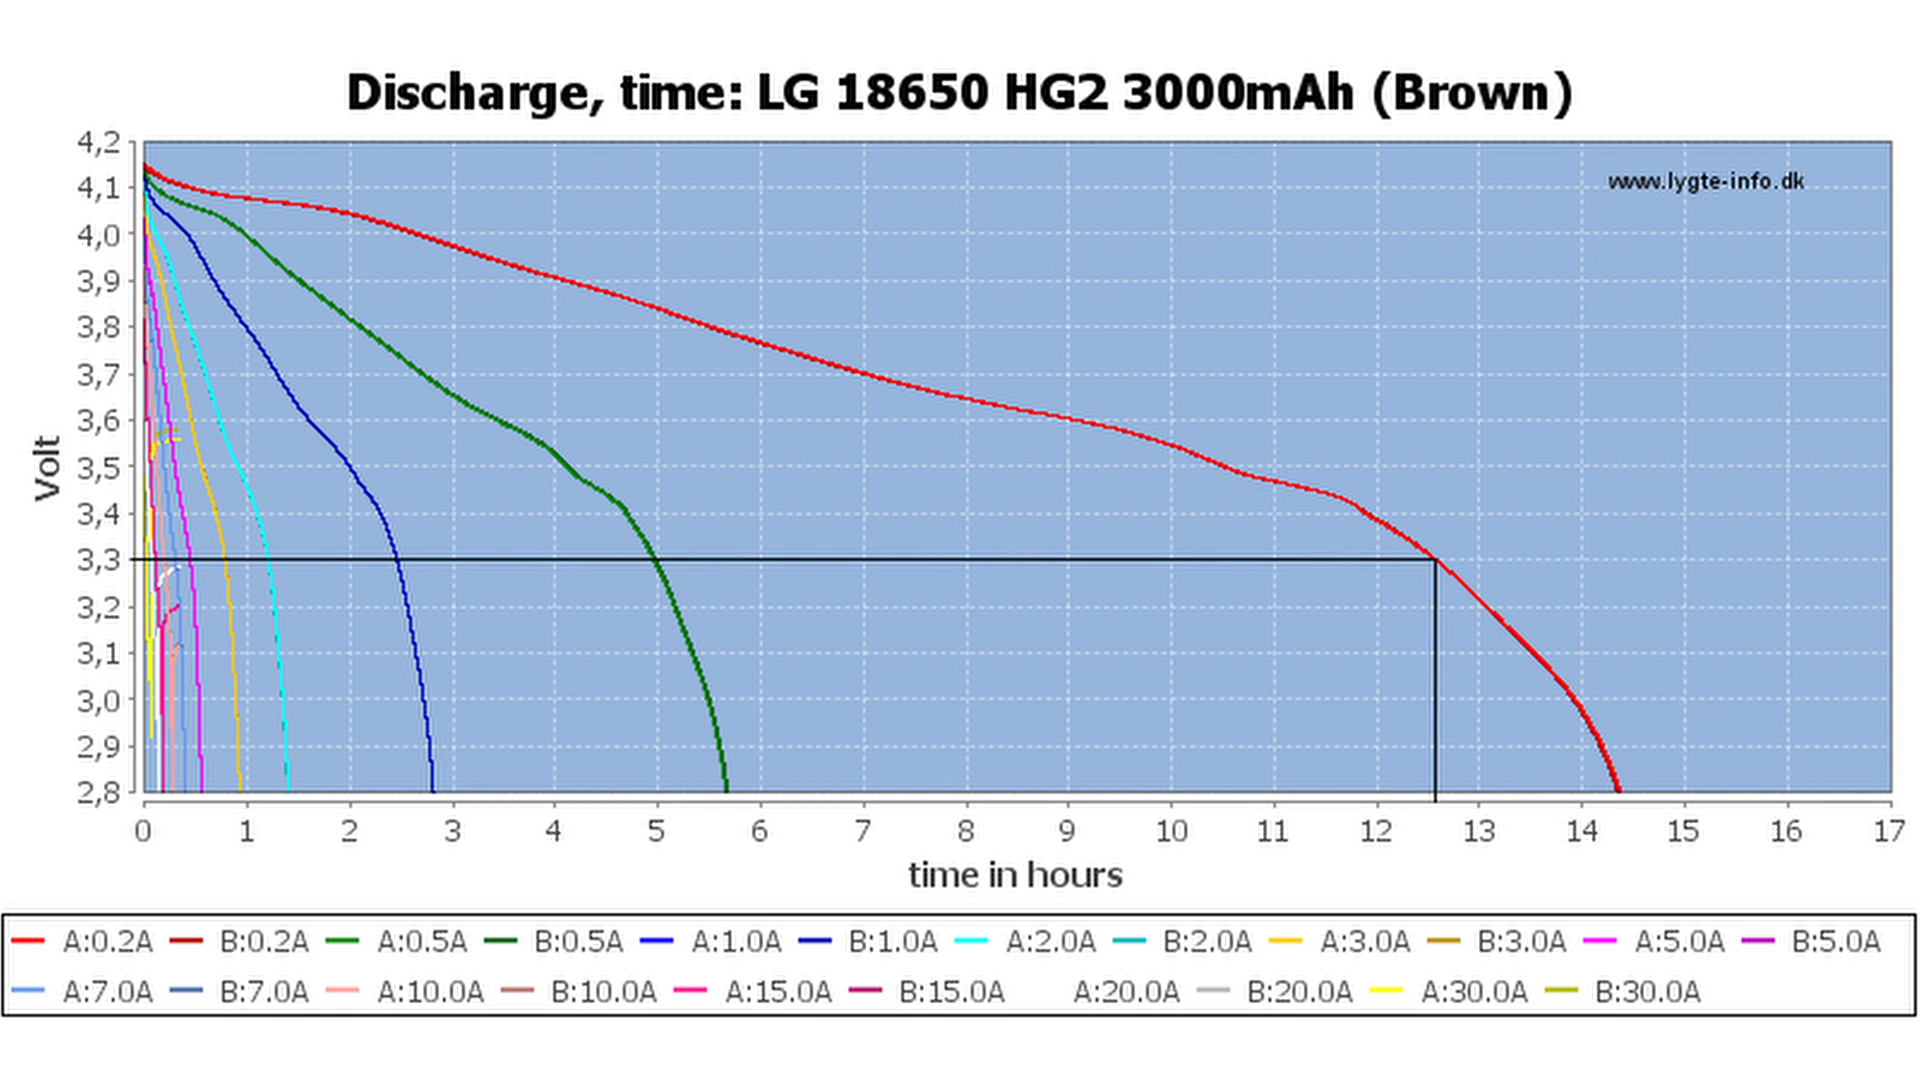 Discharge, time: LG 18650 HG2 3000mAh (Brown)
www.lygte-info.dk
Volt
4,2
4,1
4,0
3,9
3,8
3,7
3,6
3,5
3,4
3,3
3,2
3,1
3,0
2,9
2,8
0 1 2 3 4 5 6 7 8 9 10 11 12 13 14 15 16 17
time in hours
A:0.2A B:0.2A A:0.5A B:0.5A A:1.0A B:1.0A A:2.0A B:2.0A A:3.0A B:3.0A A:5.0A B:5.0A
A:7.0A B:7.0A A:10.0A B:10.0A A:15.0A B:15.0A A:20.0A B:20.0A A:30.0A B:30.0A